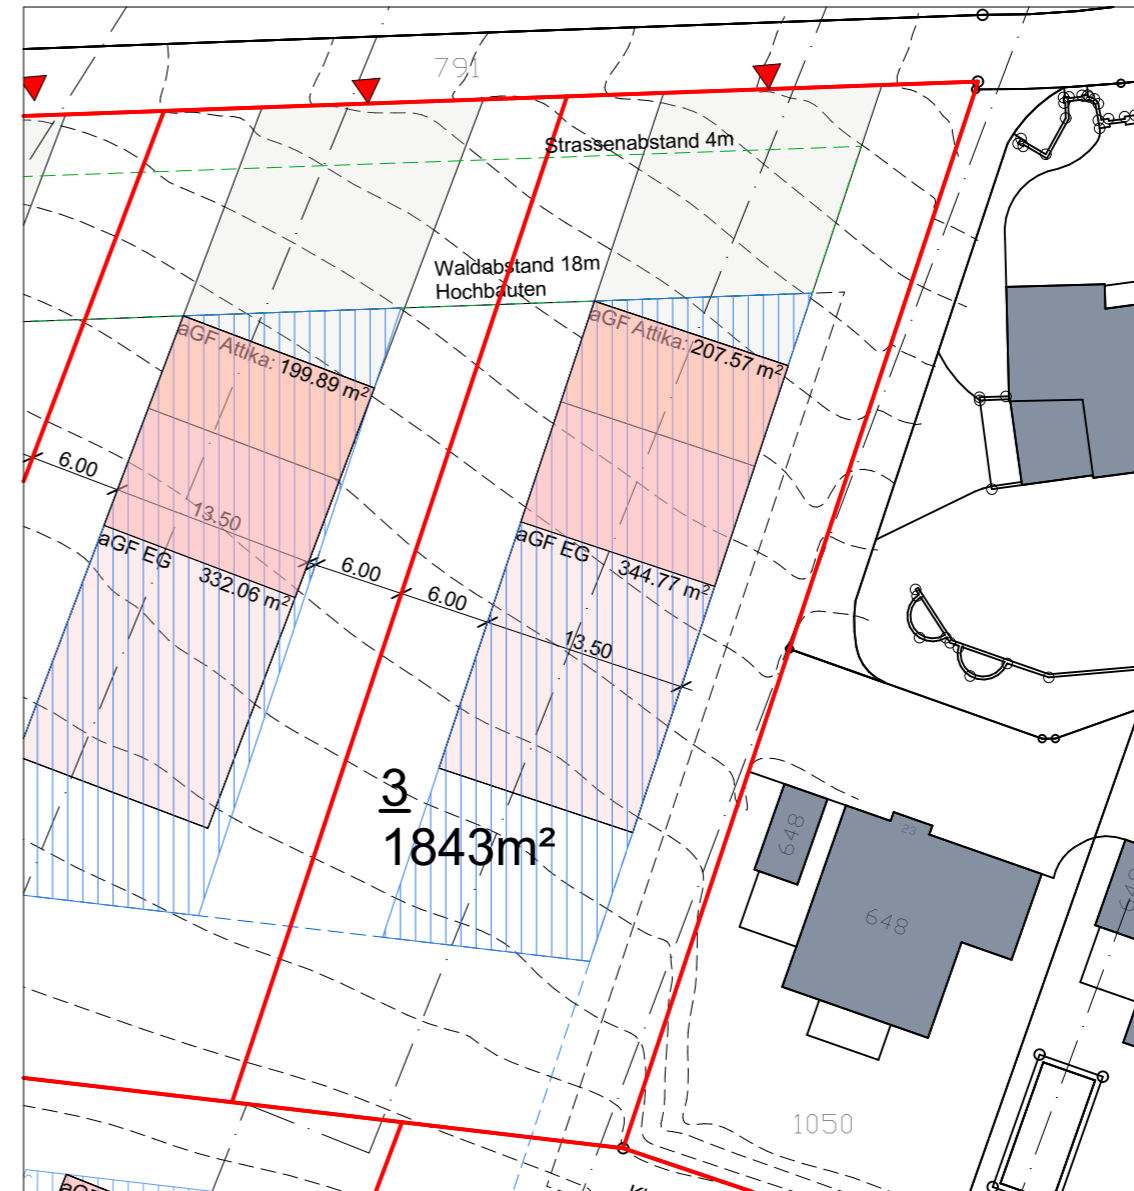 791
Strassenabstand 4m
Waldabstand 18m
Hochbauten
aGF Attika: 199.89 m²
aGF Attika: 207.57 m²
6.00
13.50
6.00
6.00
13.50
aGF EG 332.06 m²
aGF EG 344.77 m²
3
1843m²
648
23
648
648
1050